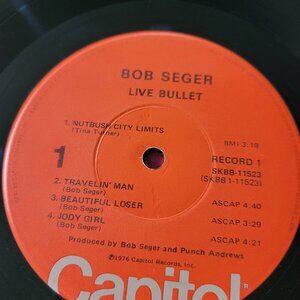 BOB SEGER
LIVE BULLET
1. NUTBUSH CITY LIMITS
(Tina Turner) BMI 3:19
1 RECORD 1
SKBB-11523
(SKBB 1-11523)
2. TRAVELIN' MAN
(Bob Seger) ASCAP 4:40
3. BEAUTIFUL LOSER
(Bob Seger) ASCAP 3:29
4. JODY GIRL
(Bob Seger) ASCAP 4:21
Produced by Bob Seger and Punch Andrews
℗1976 Capitol Records, Inc.
Capitol